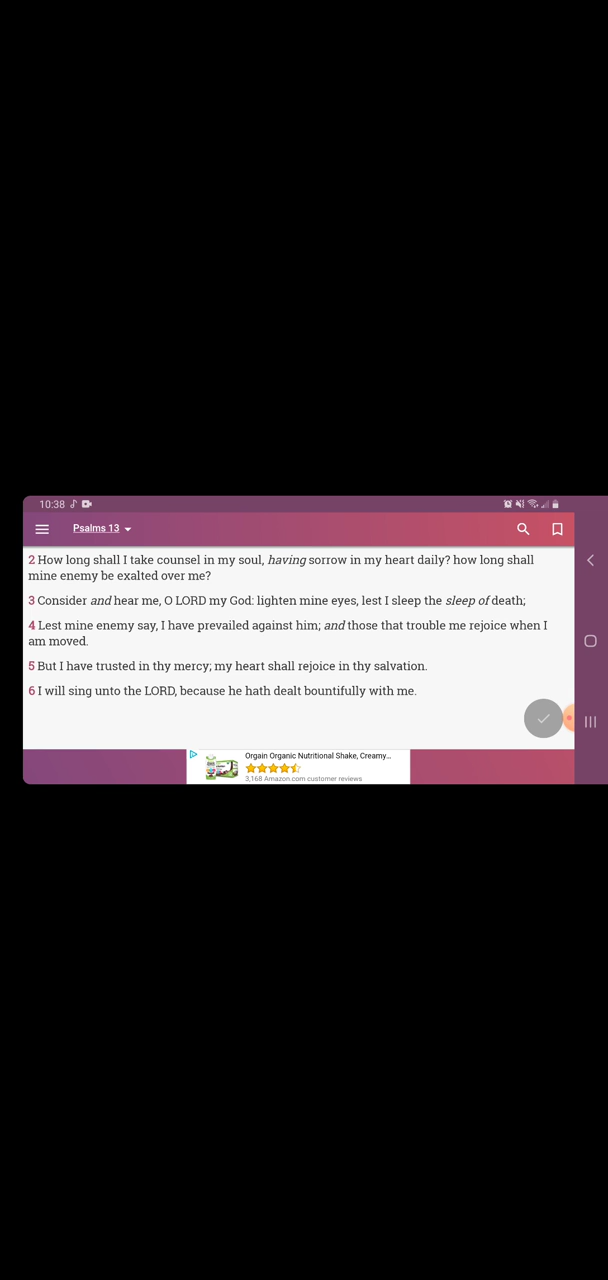 10:38
Psalms 13
2 How long shall I take counsel in my soul, having sorrow in my heart daily? how long shall
mine enemy be exalted over me?
3 Consider and hear me, O LORD my God: lighten mine eyes, lest I sleep the sleep of death;
4 Lest mine enemy say, I have prevailed against him; and those that trouble me rejoice when I
am moved.
5 But I have trusted in thy mercy; my heart shall rejoice in thy salvation.
6 I will sing unto the LORD, because he hath dealt bountifully with me.
Orgain Organic Nutritional Shake, Creamy...
3,168 Amazon.com customer reviews